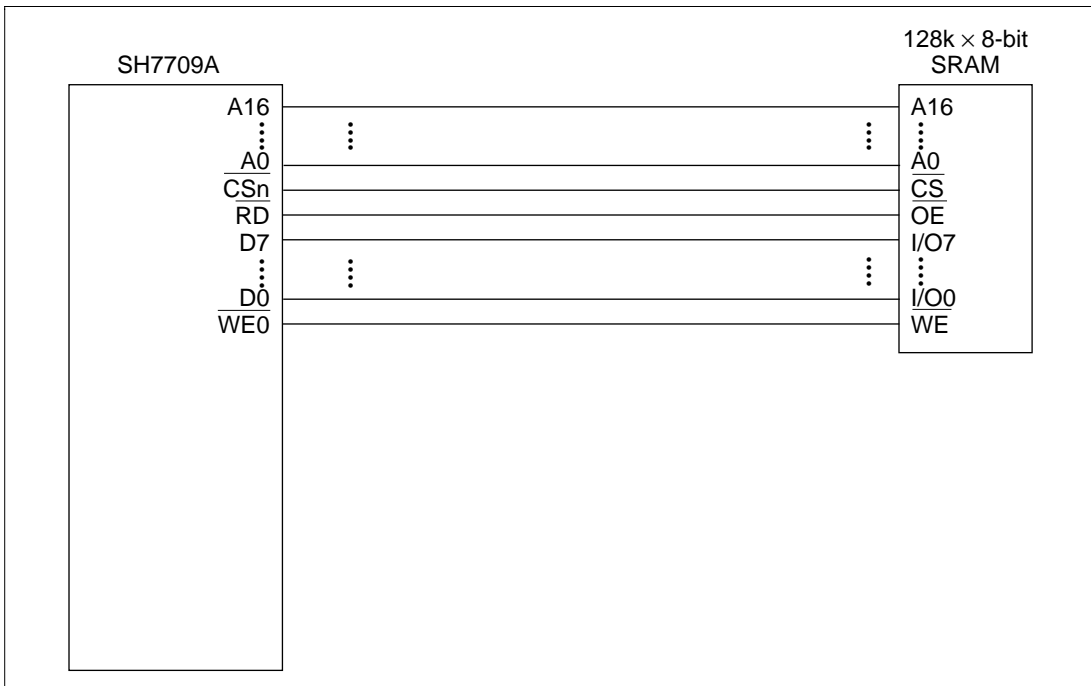 128k × 8-bit
SRAM
SH7709A
A16 A16
A0 A0
CSn CS
RD OE
D7 I/O7
D0 I/O0
WE0 WE